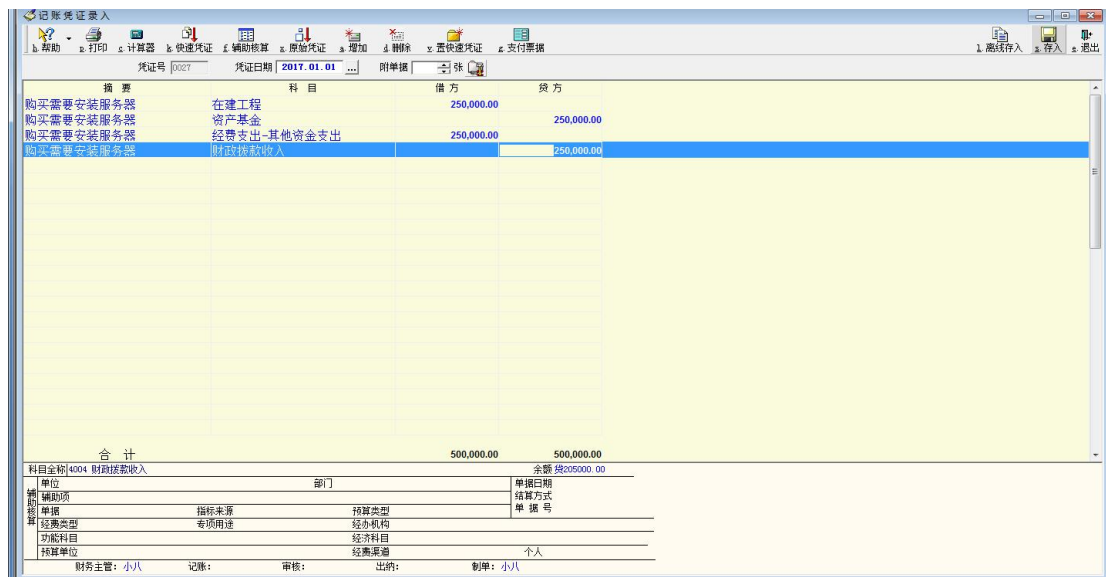 记账凭证录入
b.帮助 p.打印 c.计算器 k.快速凭证 f.辅助核算 z.原始凭证 a.增加 d.删除 v.置快速凭证 g.支付票据 l.离线存入 s.存入 e.退出
凭证号 0027 凭证日期 2017.01.01 ... 附单据 张
摘 要 科 目 借 方 贷 方
购买需要安装服务器 在建工程 250,000.00
购买需要安装服务器 资产基金 250,000.00
购买需要安装服务器 经费支出-其他资金支出 250,000.00
购买需要安装服务器 财政拨款收入 250,000.00
合 计 500,000.00 500,000.00
科目全称 4004 财政拨款收入 余额 贷205000.00
辅助核算
单位 部门 单据日期
辅助项 结算方式
单据 指标来源 预算类型 单 据 号
经费类型 专项用途 经办机构
功能科目 经济科目
预算单位 经费渠道 个人
财务主管: 小八 记账: 审核: 出纳: 制单: 小八